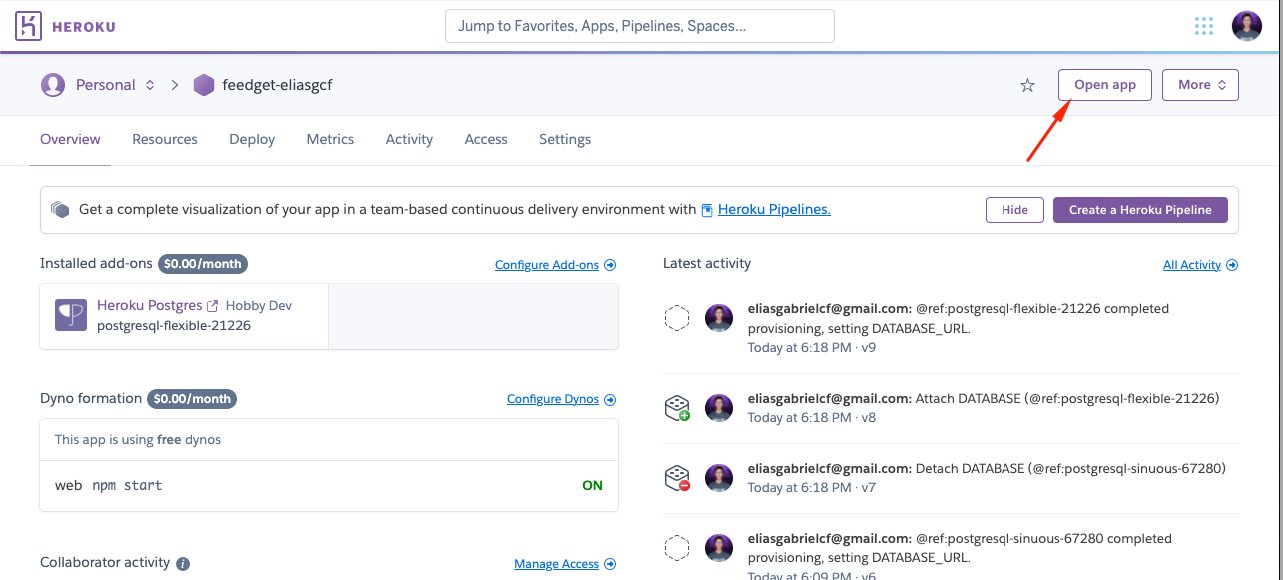 HEROKU
Jump to Favorites, Apps, Pipelines, Spaces...
Personal
feedget-eliasgcf
Open app
More
Overview
Resources
Deploy
Metrics
Activity
Access
Settings
Get a complete visualization of your app in a team-based continuous delivery environment with Heroku Pipelines.
Hide
Create a Heroku Pipeline
Installed add-ons $0.00/month
Configure Add-ons
Heroku Postgres Hobby Dev
postgresql-flexible-21226
Dyno formation $0.00/month
Configure Dynos
This app is using free dynos
web npm start
ON
Collaborator activity
Manage Access
Latest activity
All Activity
eliasgabrielcf@gmail.com: @ref:postgresql-flexible-21226 completed
provisioning, setting DATABASE_URL.
Today at 6:18 PM · v9
eliasgabrielcf@gmail.com: Attach DATABASE (@ref:postgresql-flexible-21226)
Today at 6:18 PM · v8
eliasgabrielcf@gmail.com: Detach DATABASE (@ref:postgresql-sinuous-67280)
Today at 6:18 PM · v7
eliasgabrielcf@gmail.com: @ref:postgresql-sinuous-67280 completed
provisioning, setting DATABASE_URL.
Today at 6:09 PM · v6